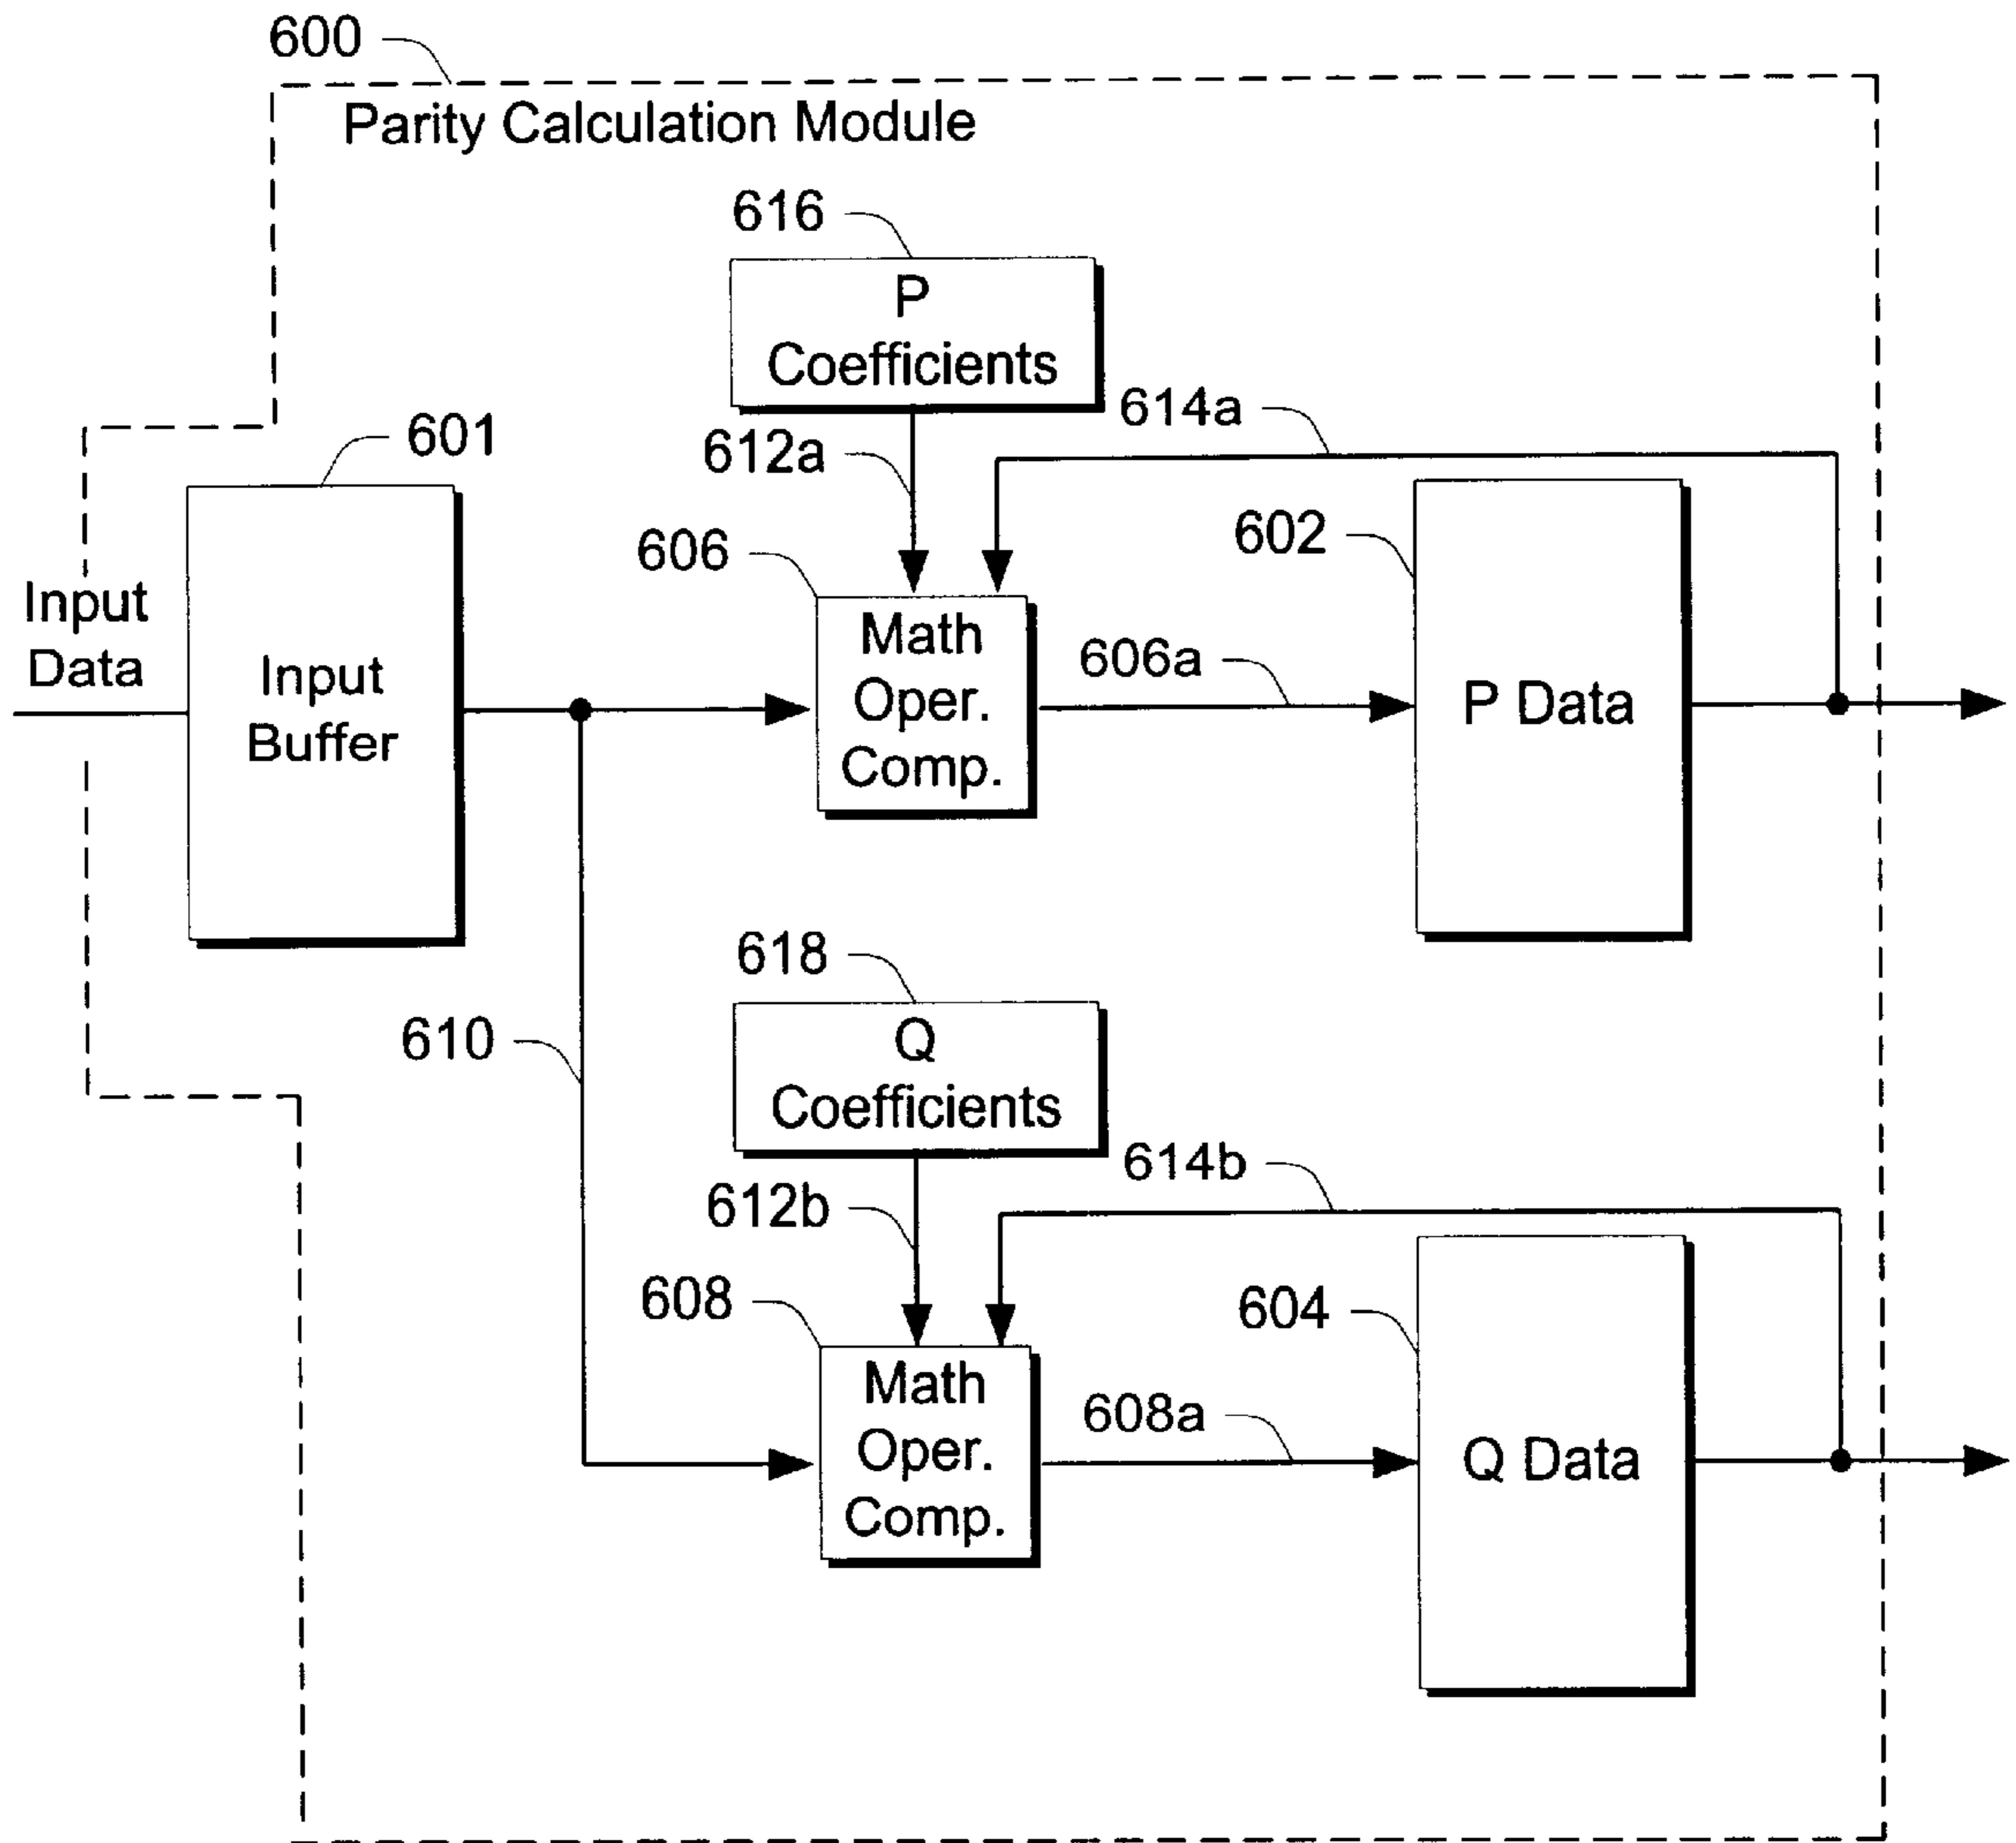 600
Parity Calculation Module
616
P
Coefficients
614a
601
612a
602
606
Input
Data
Input
Buffer
Math
Oper.
Comp.
606a
P Data
618
Q
Coefficients
610
614b
612b
608
604
Math
Oper.
Comp.
608a
Q Data